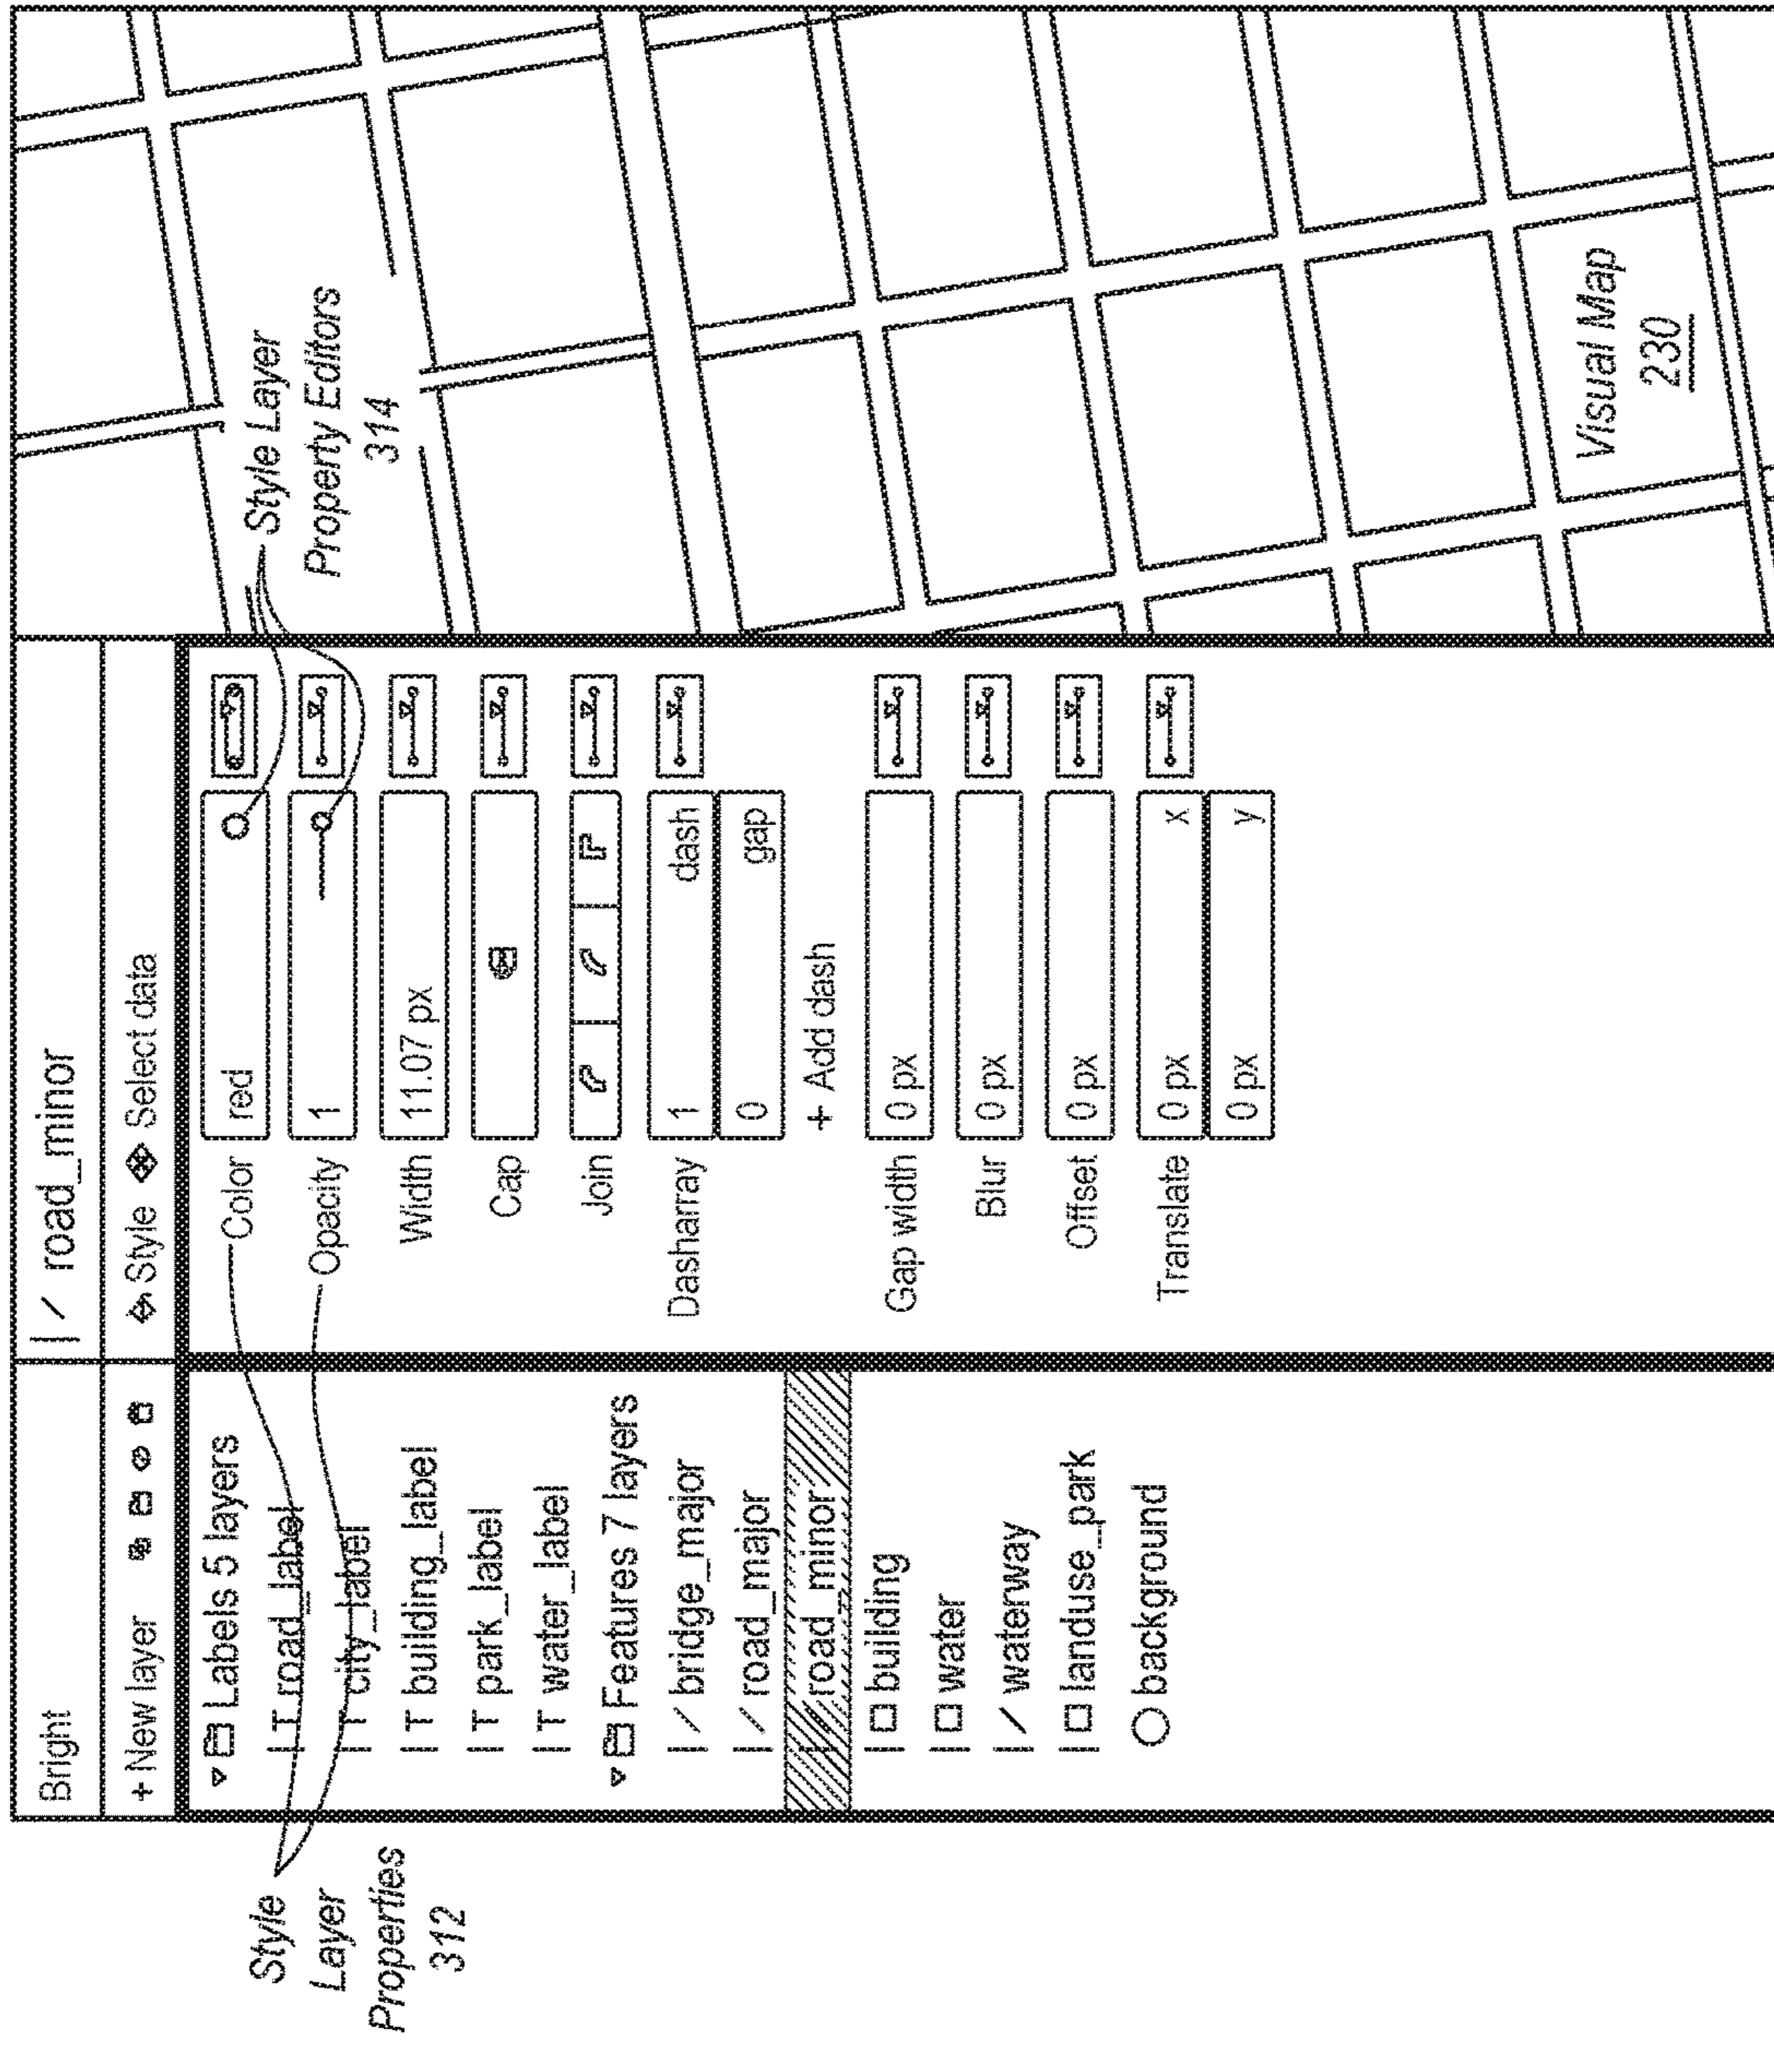 Bright
/ road_minor
+ New layer
Style Select data
Labels 5 layers
T road_label
T city_label
T building_label
T park_label
T water_label
Features 7 layers
/ bridge_major
/ road_major
/ road_minor
building
water
/ waterway
landuse_park
background
Color red
Opacity 1
Width 11.07 px
Cap
Join
Dasharray 1 dash
0 gap
+ Add dash
Gap width 0 px
Blur 0 px
Offset 0 px
Translate 0 px x
0 px y
Style
Layer
Properties
312
Style Layer
Property Editors
314
Visual Map
230